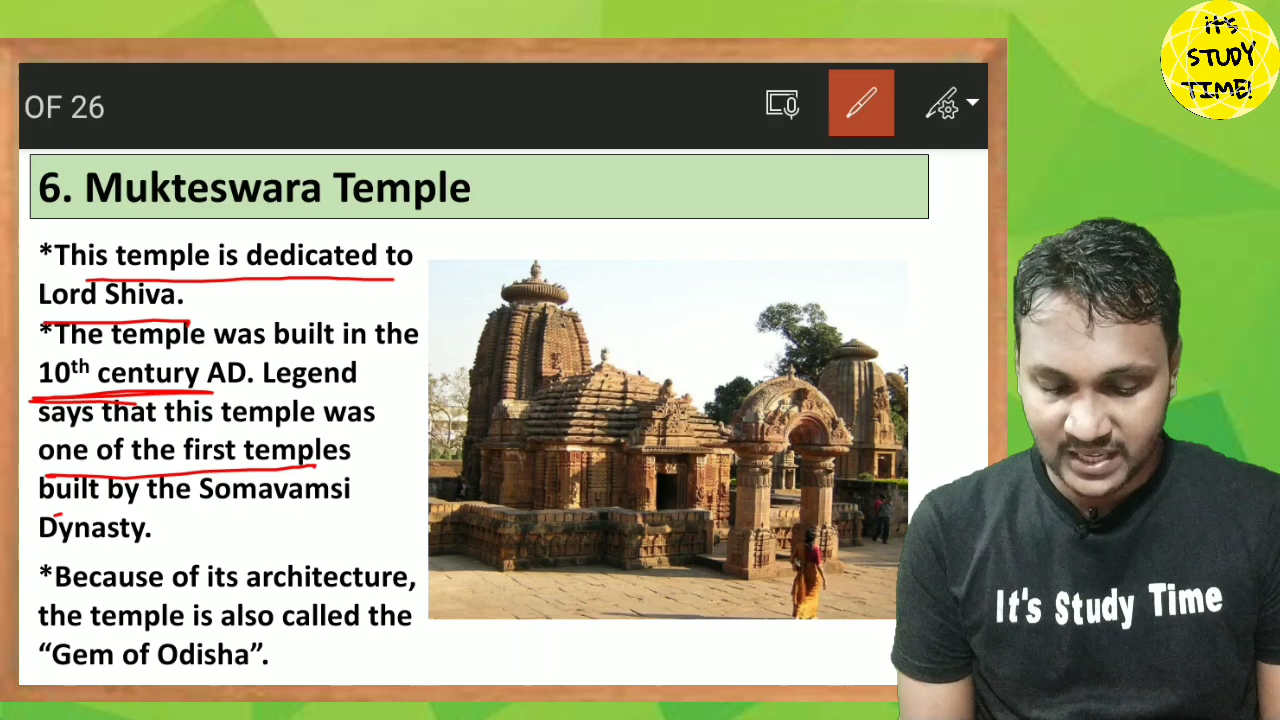 IT'S
STUDY
TIME!
OF 26
6. Mukteswara Temple
*This temple is dedicated to
Lord Shiva.
*The temple was built in the
10th century AD. Legend
says that this temple was
one of the first temples
built by the Somavamsi
Dynasty.
*Because of its architecture,
the temple is also called the
“Gem of Odisha”.
It's Study Time